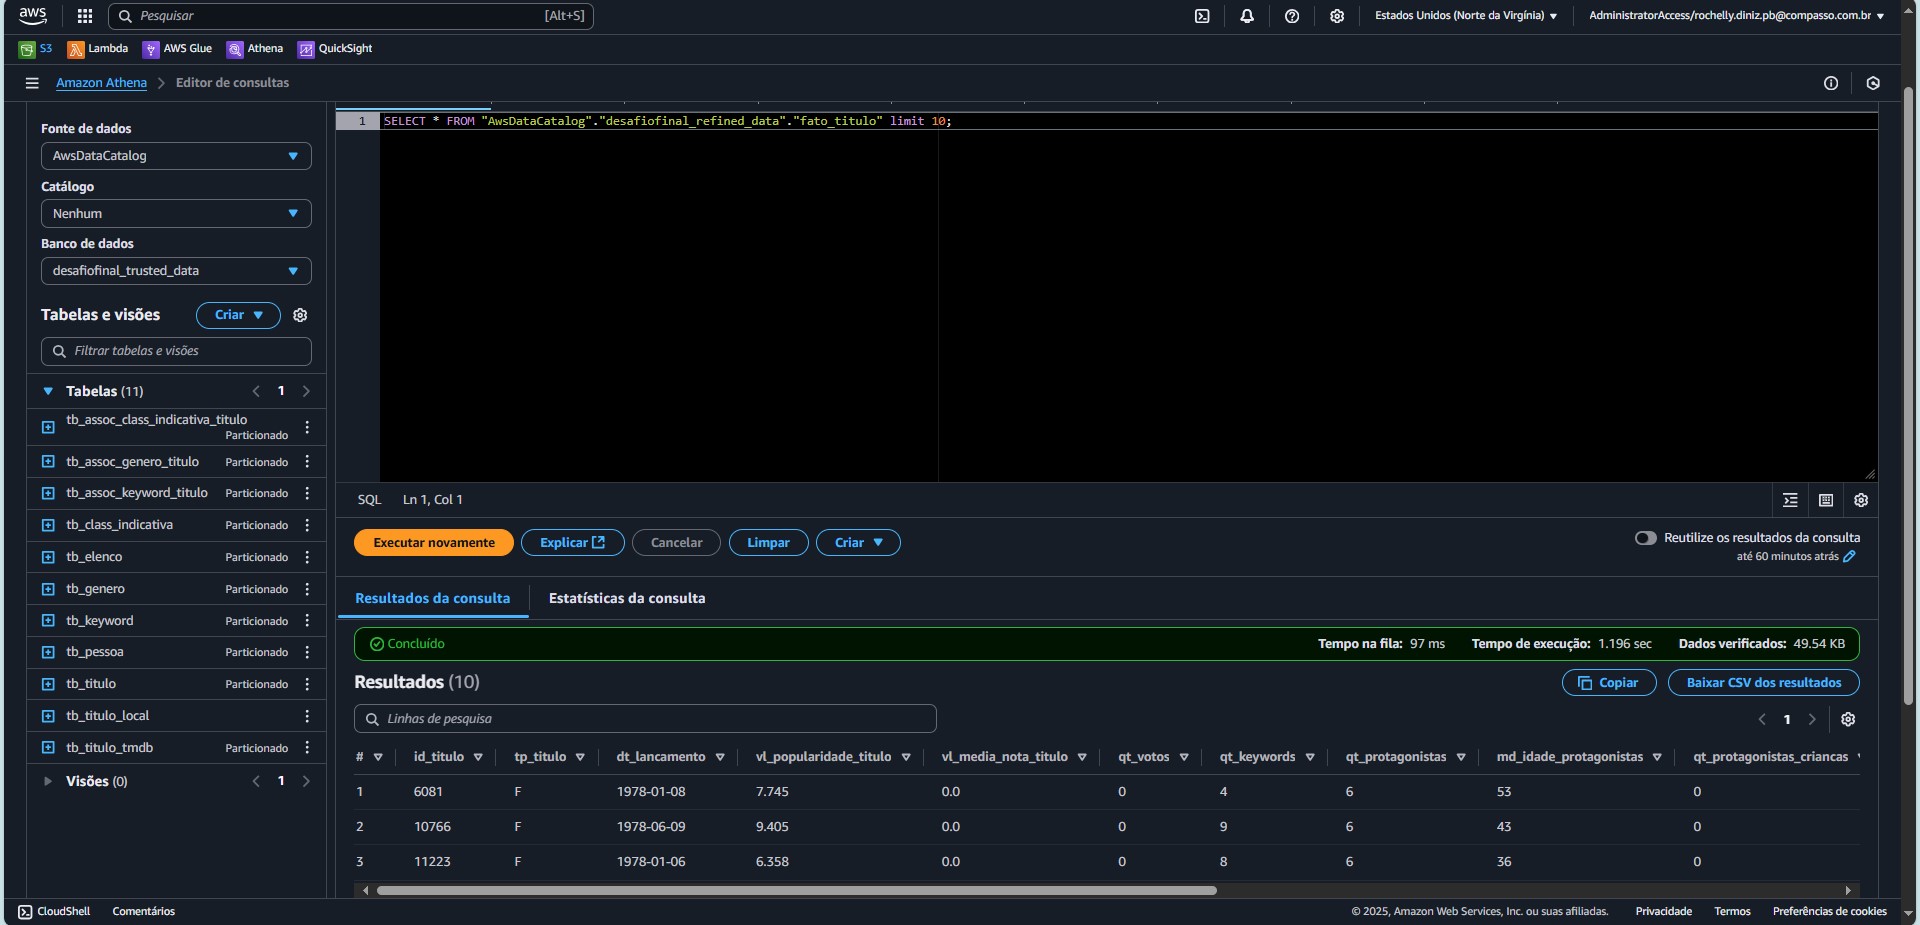 aws
Pesquisar [Alt+S]
Estados Unidos (Norte da Virgínia)
AdministratorAccess/rochelly.diniz.pb@compasso.com.br
S3 Lambda AWS Glue Athena QuickSight
Amazon Athena Editor de consultas
Fonte de dados
AwsDataCatalog
Catálogo
Nenhum
Banco de dados
desafiofinal_trusted_data
Tabelas e visões Criar
Filtrar tabelas e visões
Tabelas (11) 1
tb_assoc_class_indicativa_titulo
Particionado
tb_assoc_genero_titulo Particionado
tb_assoc_keyword_titulo Particionado
tb_class_indicativa Particionado
tb_elenco Particionado
tb_genero Particionado
tb_keyword Particionado
tb_pessoa Particionado
tb_titulo Particionado
tb_titulo_local
tb_titulo_tmdb Particionado
Visões (0) 1
1 SELECT * FROM "AwsDataCatalog"."desafiofinal_refined_data"."fato_titulo" limit 10;
SQL Ln 1, Col 1
Executar novamente Explicar Cancelar Limpar Criar
Reutilize os resultados da consulta
até 60 minutos atrás
Resultados da consulta Estatísticas da consulta
Concluído Tempo na fila: 97 ms Tempo de execução: 1.196 sec Dados verificados: 49.54 KB
Resultados (10) Copiar Baixar CSV dos resultados
Linhas de pesquisa 1
# id_titulo tp_titulo dt_lancamento vl_popularidade_titulo vl_media_nota_titulo qt_votos qt_keywords qt_protagonistas md_idade_protagonistas qt_protagonistas_criancas
1 6081 F 1978-01-08 7.745 0.0 0 4 6 53 0
2 10766 F 1978-06-09 9.405 0.0 0 9 6 43 0
3 11223 F 1978-01-06 6.358 0.0 0 8 6 36 0
CloudShell Comentários © 2025, Amazon Web Services, Inc. ou suas afiliadas. Privacidade Termos Preferências de cookies